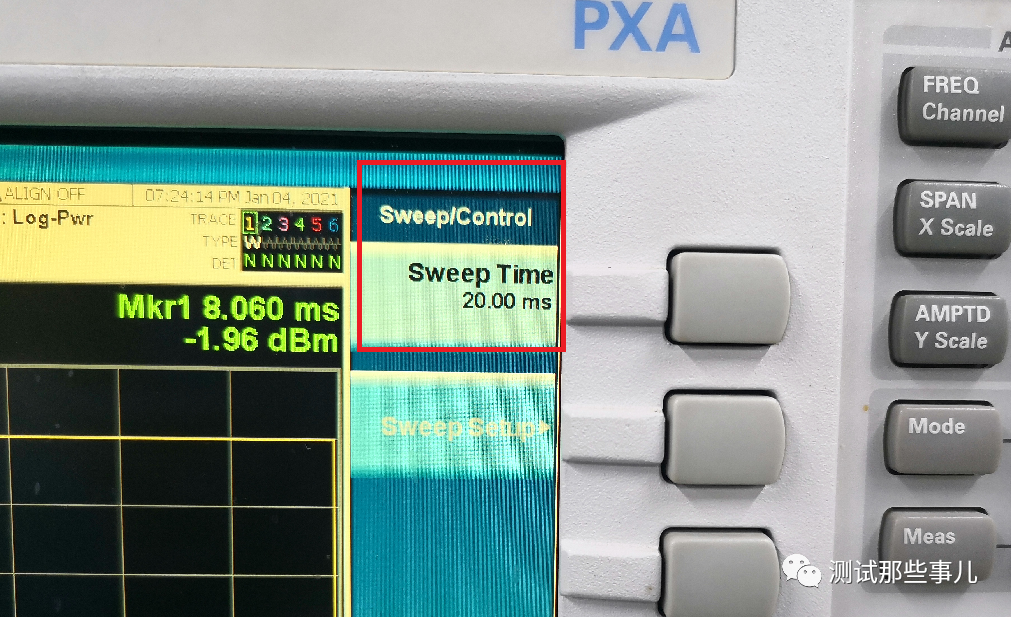 PXA
FREQ
Channel
SPAN
X Scale
AMPTD
Y Scale
Mode
Meas
ALIGN OFF
07:24:14 PM Jan 04, 2021
: Log-Pwr
TRACE 1 2 3 4 5 6
TYPE W
DET N N N N N N
Mkr1 8.060 ms
-1.96 dBm
Sweep/Control
Sweep Time
20.00 ms
Sweep Setup
测试那些事儿